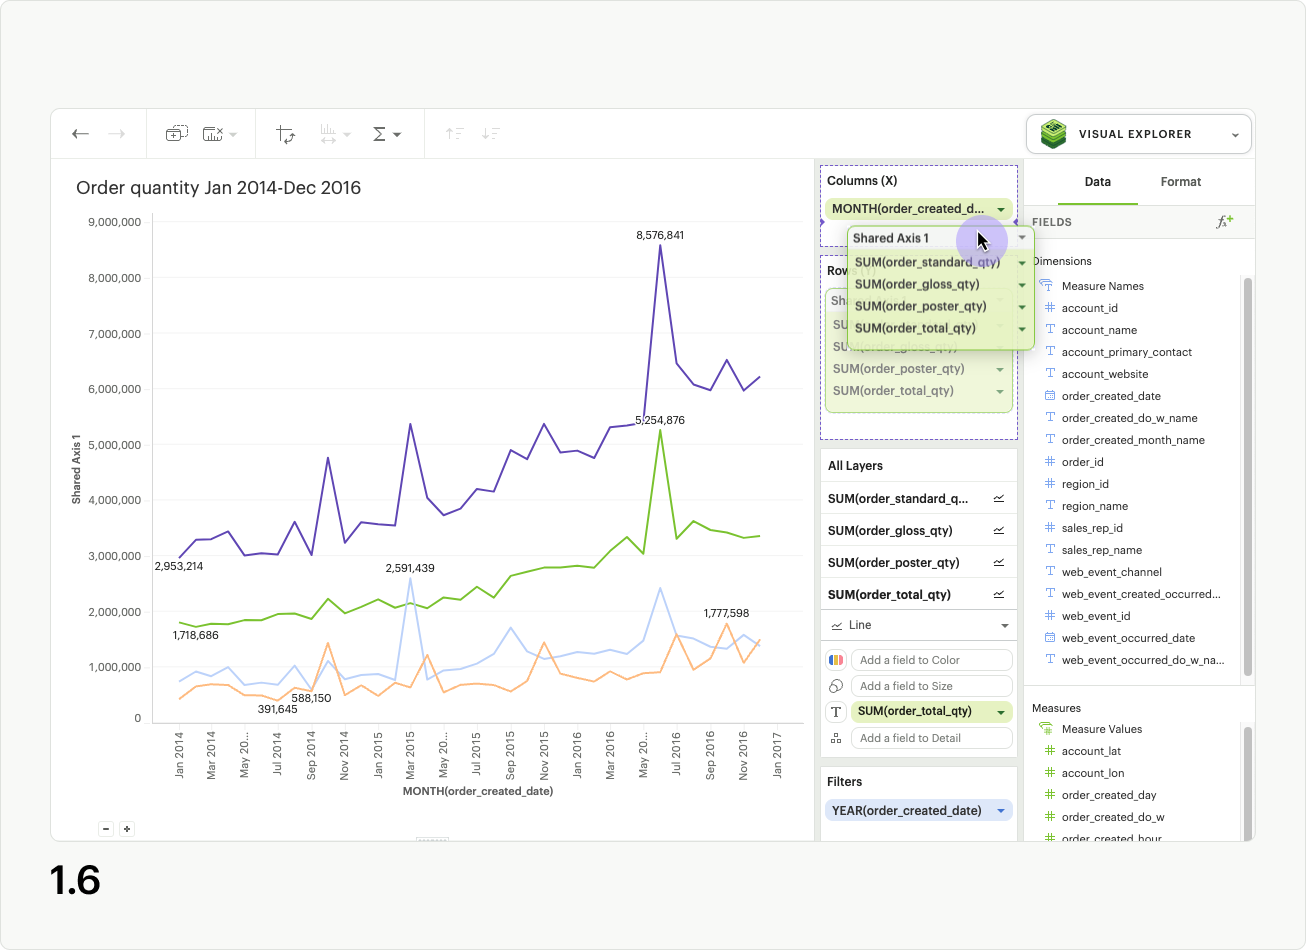 VISUAL EXPLORER
Order quantity Jan 2014-Dec 2016
9,000,000
8,000,000
7,000,000
6,000,000
5,000,000
4,000,000
3,000,000
2,000,000
1,000,000
0
Shared Axis 1
8,576,841
5,254,876
2,953,214
2,591,439
1,718,686
1,777,598
588,150
391,645
Jan 2014
Mar 2014
May 20...
Jul 2014
Sep 2014
Nov 2014
Jan 2015
Mar 2015
May 20...
Jul 2015
Sep 2015
Nov 2015
Jan 2016
Mar 2016
May 20...
Jul 2016
Sep 2016
Nov 2016
Jan 2017
MONTH(order_created_date)
Columns (X)
MONTH(order_created_d...
Shared Axis 1
SUM(order_standard_qty)
SUM(order_gloss_qty)
SUM(order_poster_qty)
SUM(order_total_qty)
Rows (Y)
SUM(order_gloss_qty)
SUM(order_poster_qty)
SUM(order_total_qty)
All Layers
SUM(order_standard_q...
SUM(order_gloss_qty)
SUM(order_poster_qty)
SUM(order_total_qty)
Line
Add a field to Color
Add a field to Size
T SUM(order_total_qty)
Add a field to Detail
Filters
YEAR(order_created_date)
Data Format
FIELDS
Dimensions
Measure Names
account_id
account_name
account_primary_contact
account_website
order_created_date
order_created_do_w_name
order_created_month_name
order_id
region_id
region_name
sales_rep_id
sales_rep_name
web_event_channel
web_event_created_occurred...
web_event_id
web_event_occurred_date
web_event_occurred_do_w_na...
Measures
Measure Values
account_lat
account_lon
order_created_day
order_created_do_w
order_created_hour
1.6